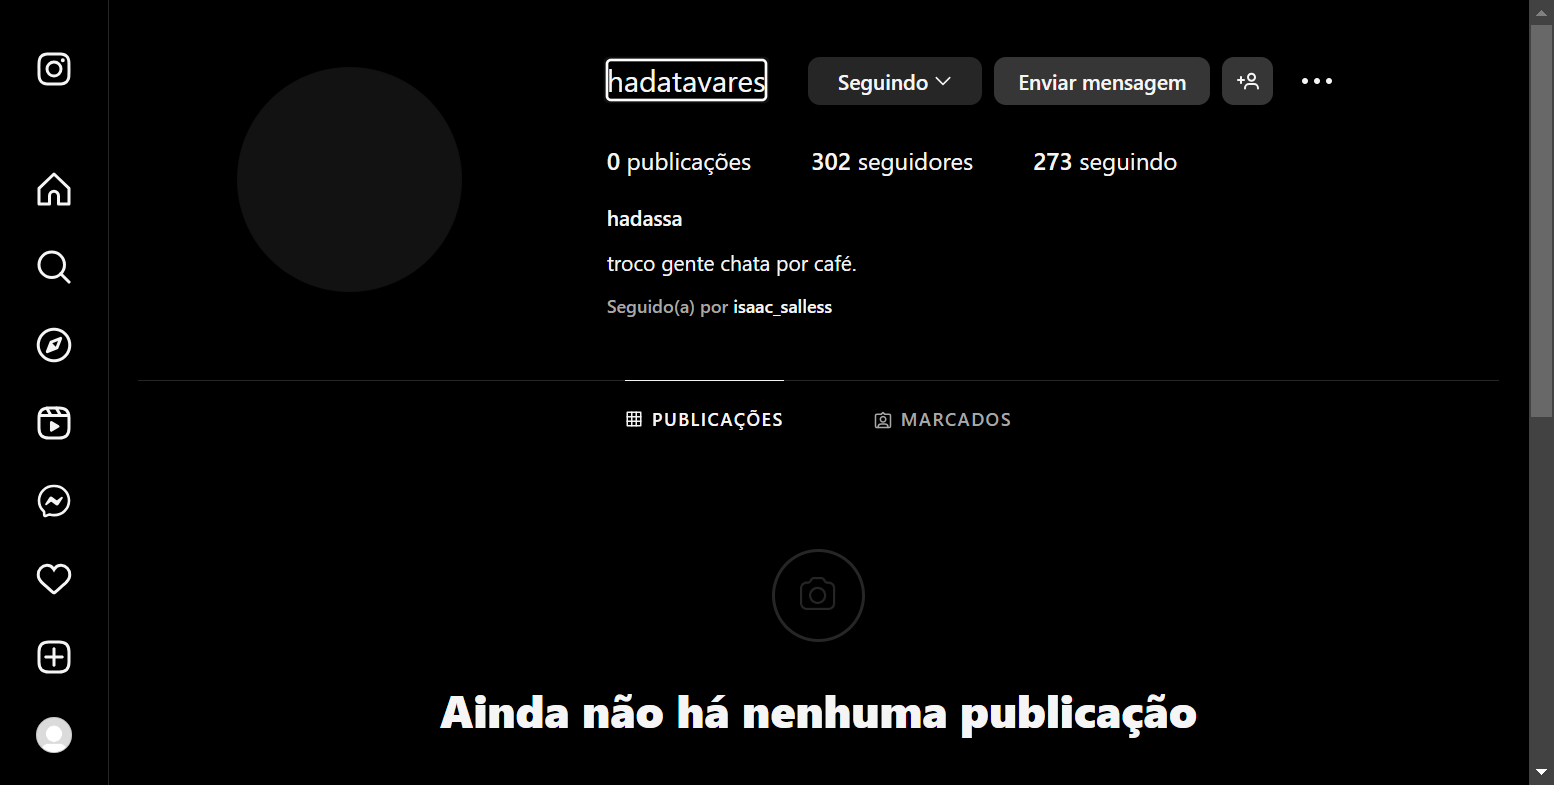 hadatavares
Seguindo
Enviar mensagem
0 publicações
302 seguidores
273 seguindo
hadassa
troco gente chata por café.
Seguido(a) por isaac_salless
PUBLICAÇÕES
MARCADOS
Ainda não há nenhuma publicação